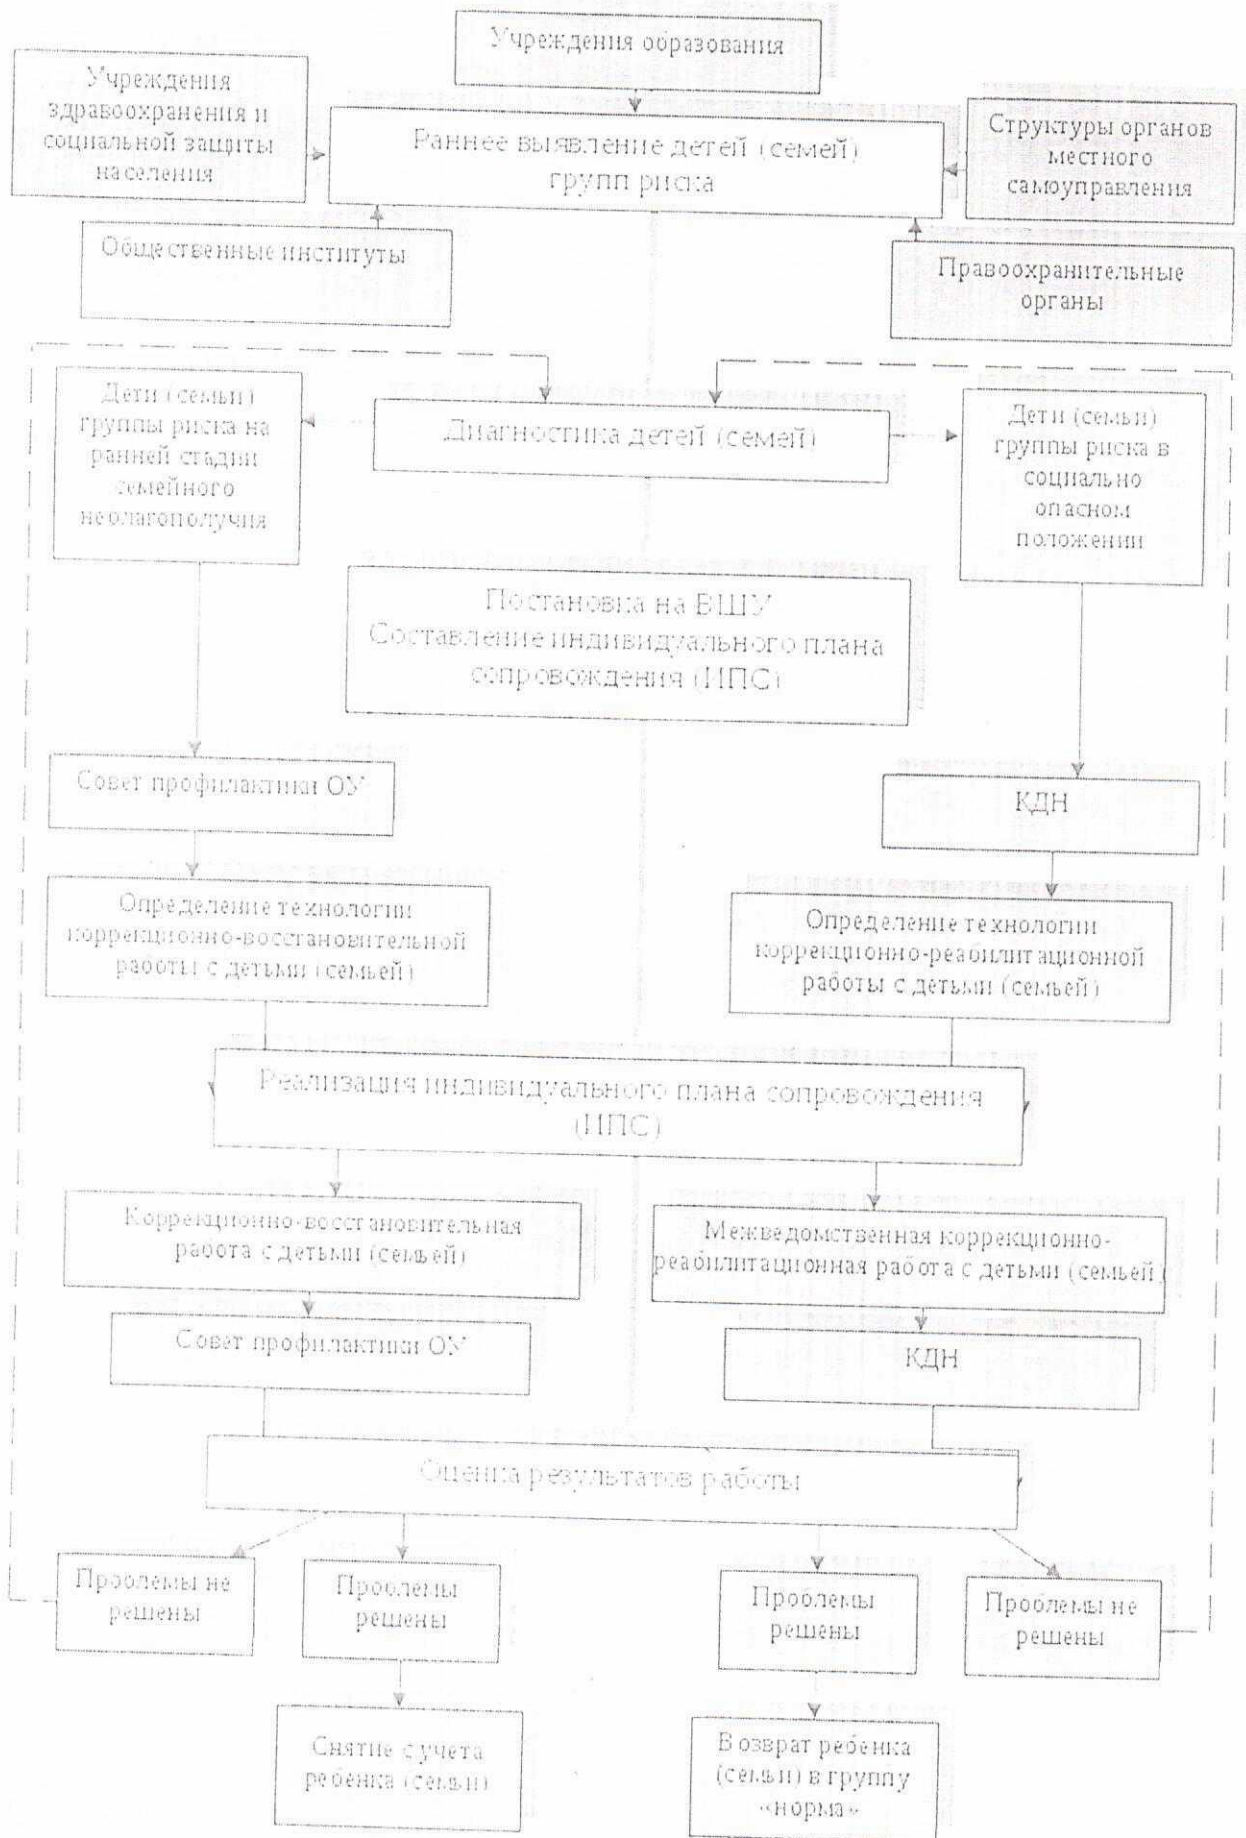 Учреждения образования
Учреждения
здравоохранения и
социальной защиты
населения
Раннее выявление детей (семей)
групп риска
Структуры органов
местного
самоуправления
Общественные институты
Правоохранительные
органы
Дети (семьи)
группы риска на
ранней стадии
семейного
неблагополучия
Диагностика детей (семей)
Дети (семьи)
группы риска в
социально
опасном
положении
Постановка на ВШУ
Составление индивидуального плана
сопровождения (ИПС)
Совет профилактики ОУ
КДН
Определение технологии
коррекционно-восстановительной
работы с детьми (семьей)
Определение технологии
коррекционно-реабилитационной
работы с детьми (семьей)
Реализация индивидуального плана сопровождения
(ИПС)
Коррекционно-восстановительная
работа с детьми (семьей)
Межведомственная коррекционно-
реабилитационная работа с детьми (семьей)
Совет профилактики ОУ
КДН
Оценка результатов работы
Проблемы не
решены
Проблемы
решены
Проблемы
решены
Проблемы не
решены
Снятие с учета
ребенка (семьи)
Возврат ребенка
(семьи) в группу
«норма»